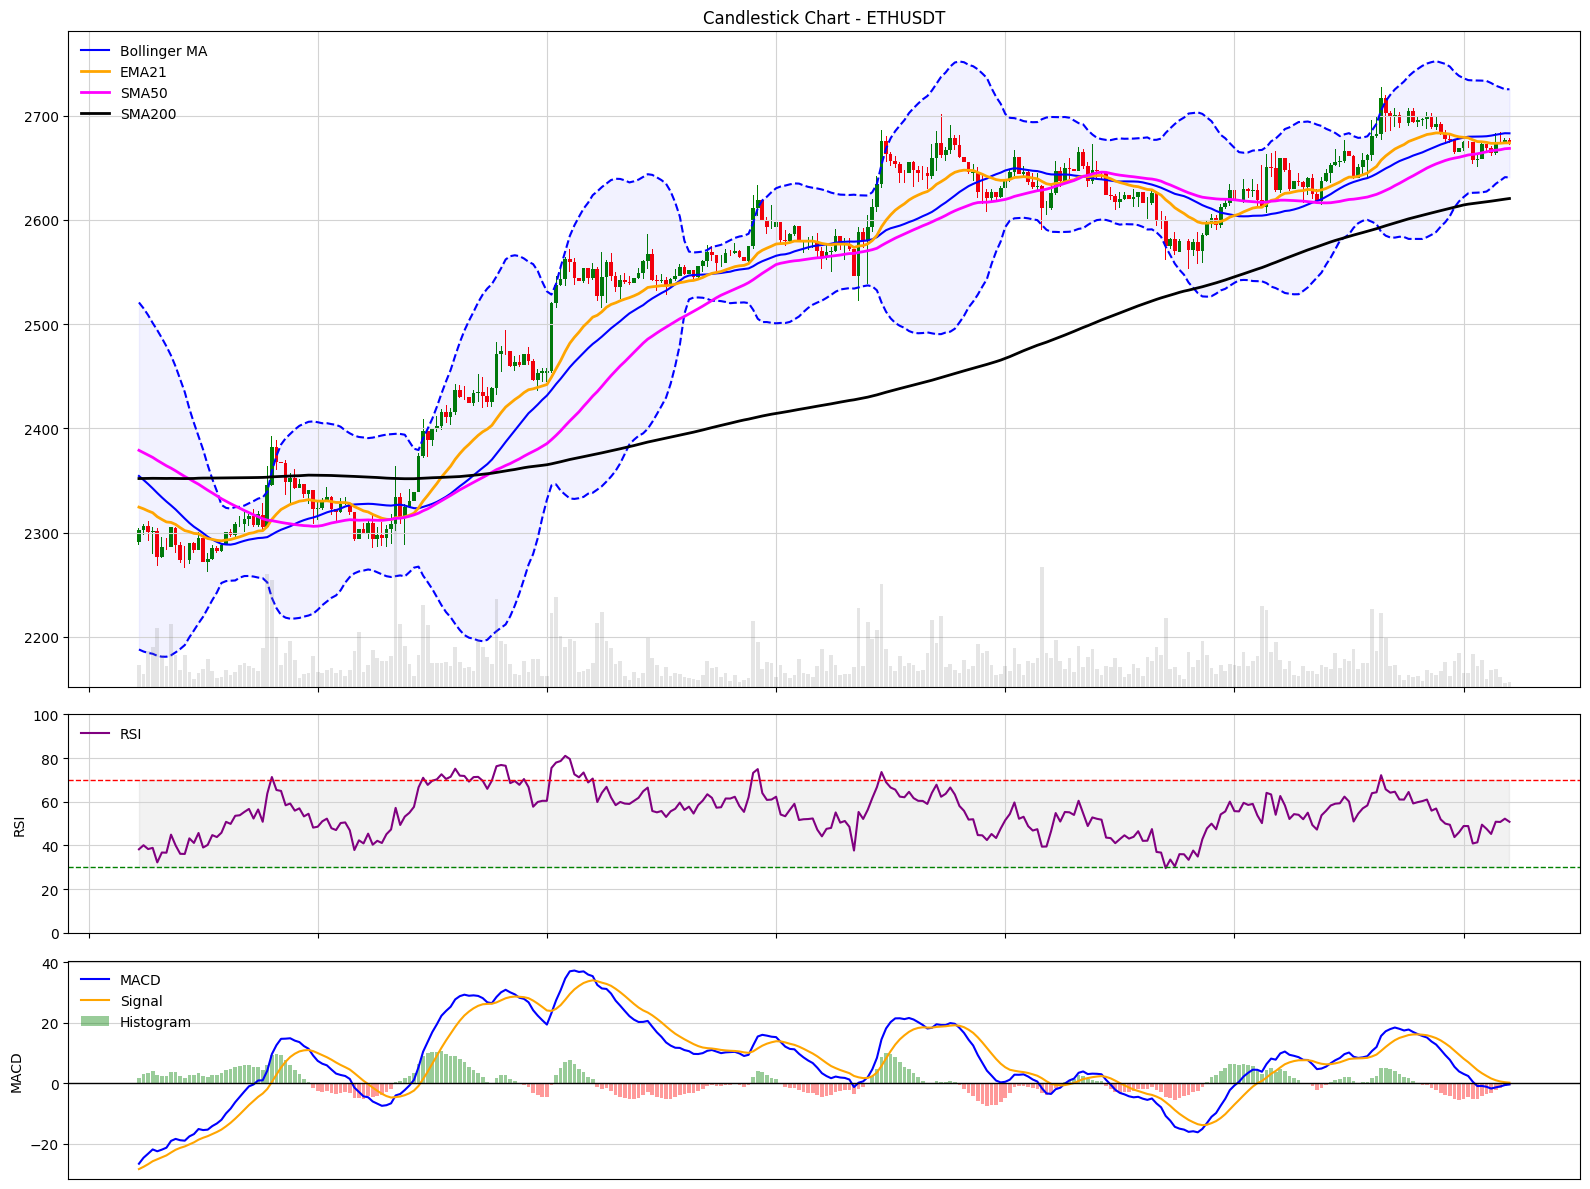 Candlestick Chart - ETHUSDT
Bollinger MA
EMA21
SMA50
SMA200
2700
2600
2500
2400
2300
2200
RSI
100
80
60
40
20
0
RSI
MACD
Signal
Histogram
40
20
0
−20
MACD